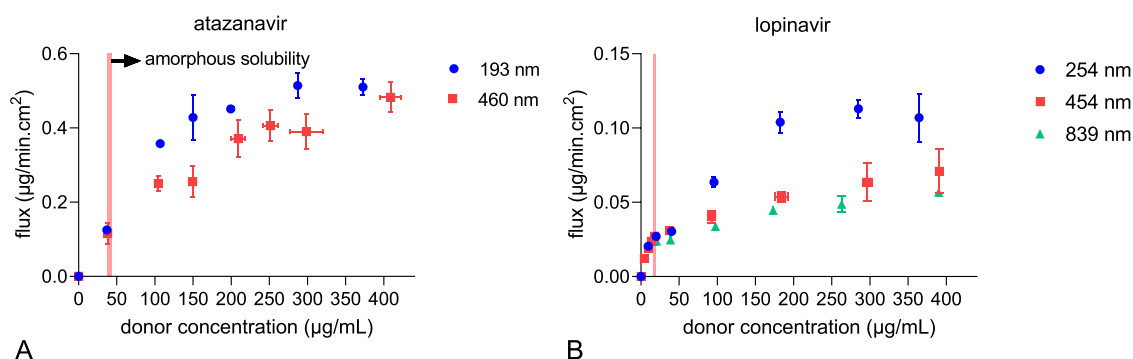 atazanavir
0.6
0.4
0.2
0.0
flux (µg/min.cm²)
amorphous solubility
193 nm
460 nm
0 50 100 150 200 250 300 350 400
donor concentration (µg/mL)
A
lopinavir
0.15
0.10
0.05
0.00
flux (µg/min.cm²)
254 nm
454 nm
839 nm
0 50 100 150 200 250 300 350 400
donor concentration (µg/mL)
B